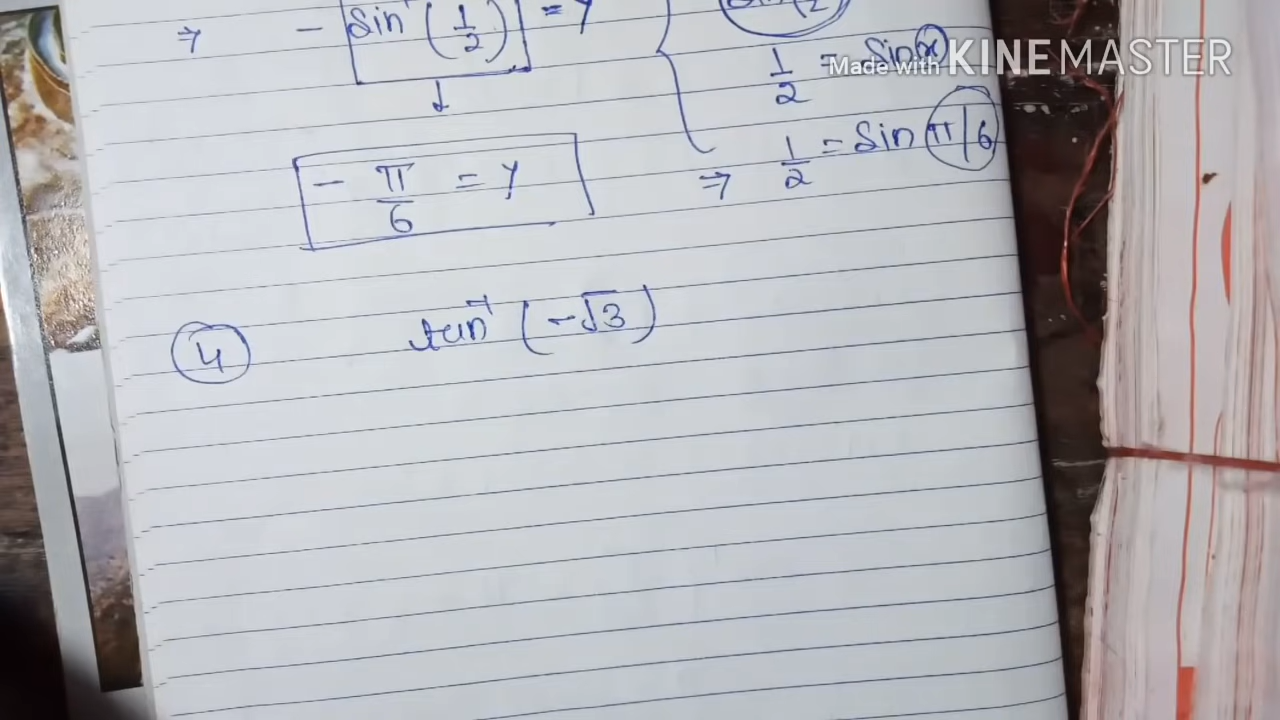 ⇒ - sin⁻¹ (1/2) = y
1/2 = sin x
Made with KINEMASTER
↓
- π/6 = y
⇒ 1/2 = sin π/6
4 tan⁻¹ (-√3)